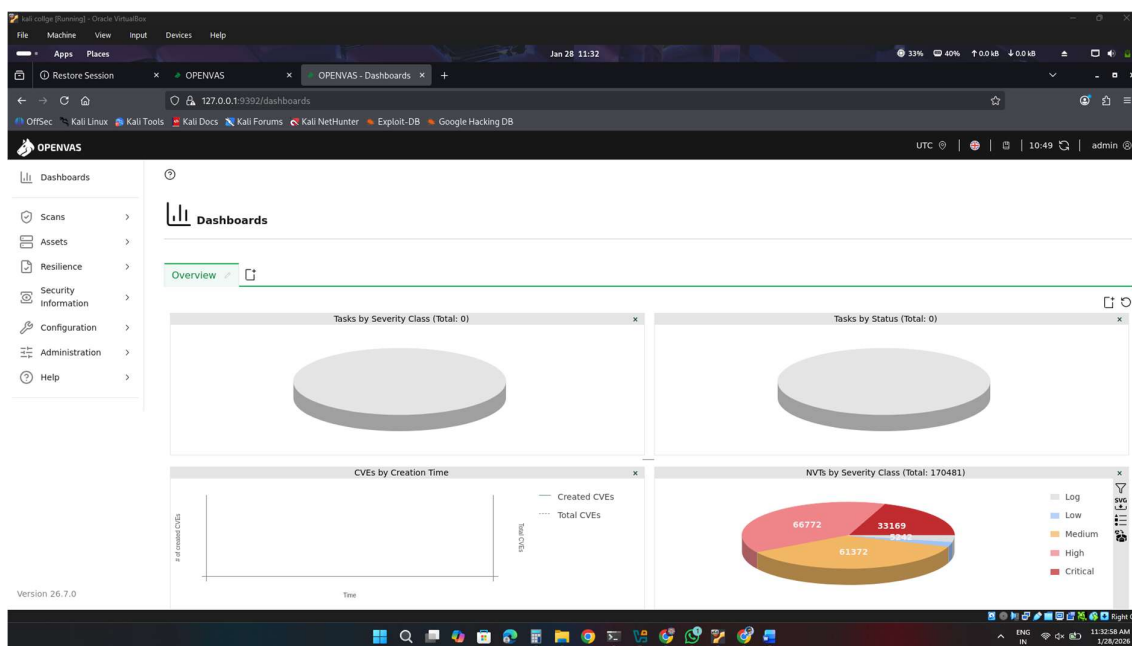 kali collge [Running] - Oracle VirtualBox
File Machine View Input Devices Help
Apps Places Jan 28 11:32 33% 40% ↑ 0.0 kB ↓ 0.0 kB
Restore Session × OPENVAS × OPENVAS - Dashboards × +
127.0.0.1:9392/dashboards
OffSec Kali Linux Kali Tools Kali Docs Kali Forums Kali NetHunter Exploit-DB Google Hacking DB
OPENVAS UTC 10:49 admin
Dashboards
Scans
Assets
Resilience
Security
Information
Configuration
Administration
Help
Version 26.7.0
Dashboards
Overview
Tasks by Severity Class (Total: 0) ×
Tasks by Status (Total: 0) ×
CVEs by Creation Time ×
# of created CVEs
Total CVEs
Time
Created CVEs
Total CVEs
NVTs by Severity Class (Total: 170481) ×
66772
33169
61372
Log
Low
Medium
High
Critical
SVG
Right
ENG
IN
11:32:58 AM
1/28/2026